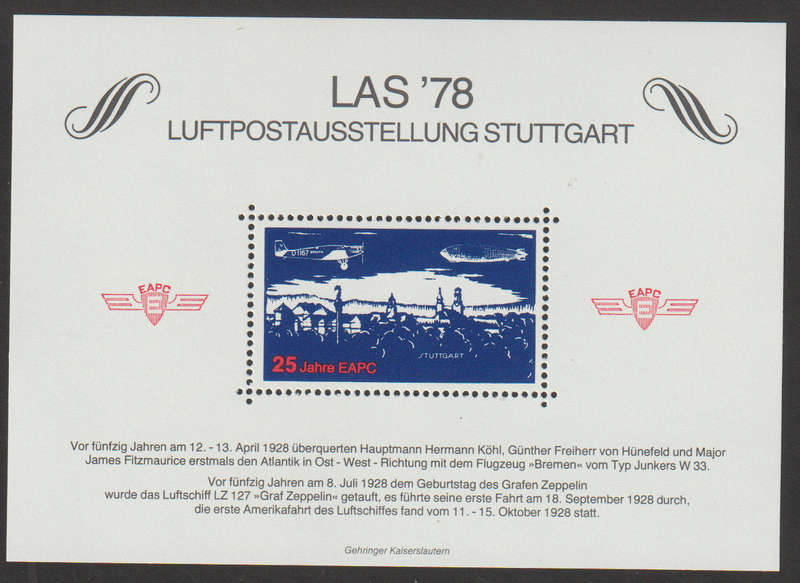 LAS '78
LUFTPOSTAUSSTELLUNG STUTTGART
D1167
EAPC
EAPC
STUTTGART
25 Jahre EAPC
Vor fünfzig Jahren am 12. - 13. April 1928 überquerten Hauptmann Hermann Köhl, Günther Freiherr von Hünefeld und Major
James Fitzmaurice erstmals den Atlantik in Ost - West - Richtung mit dem Flugzeug »Bremen« vom Typ Junkers W 33.
Vor fünfzig Jahren am 8. Juli 1928 dem Geburtstag des Grafen Zeppelin
wurde das Luftschiff LZ 127 »Graf Zeppelin« getauft, es führte seine erste Fahrt am 18. September 1928 durch,
die erste Amerikafahrt des Luftschiffes fand vom 11. - 15. Oktober 1928 statt.
Gehringer Kaiserslautern